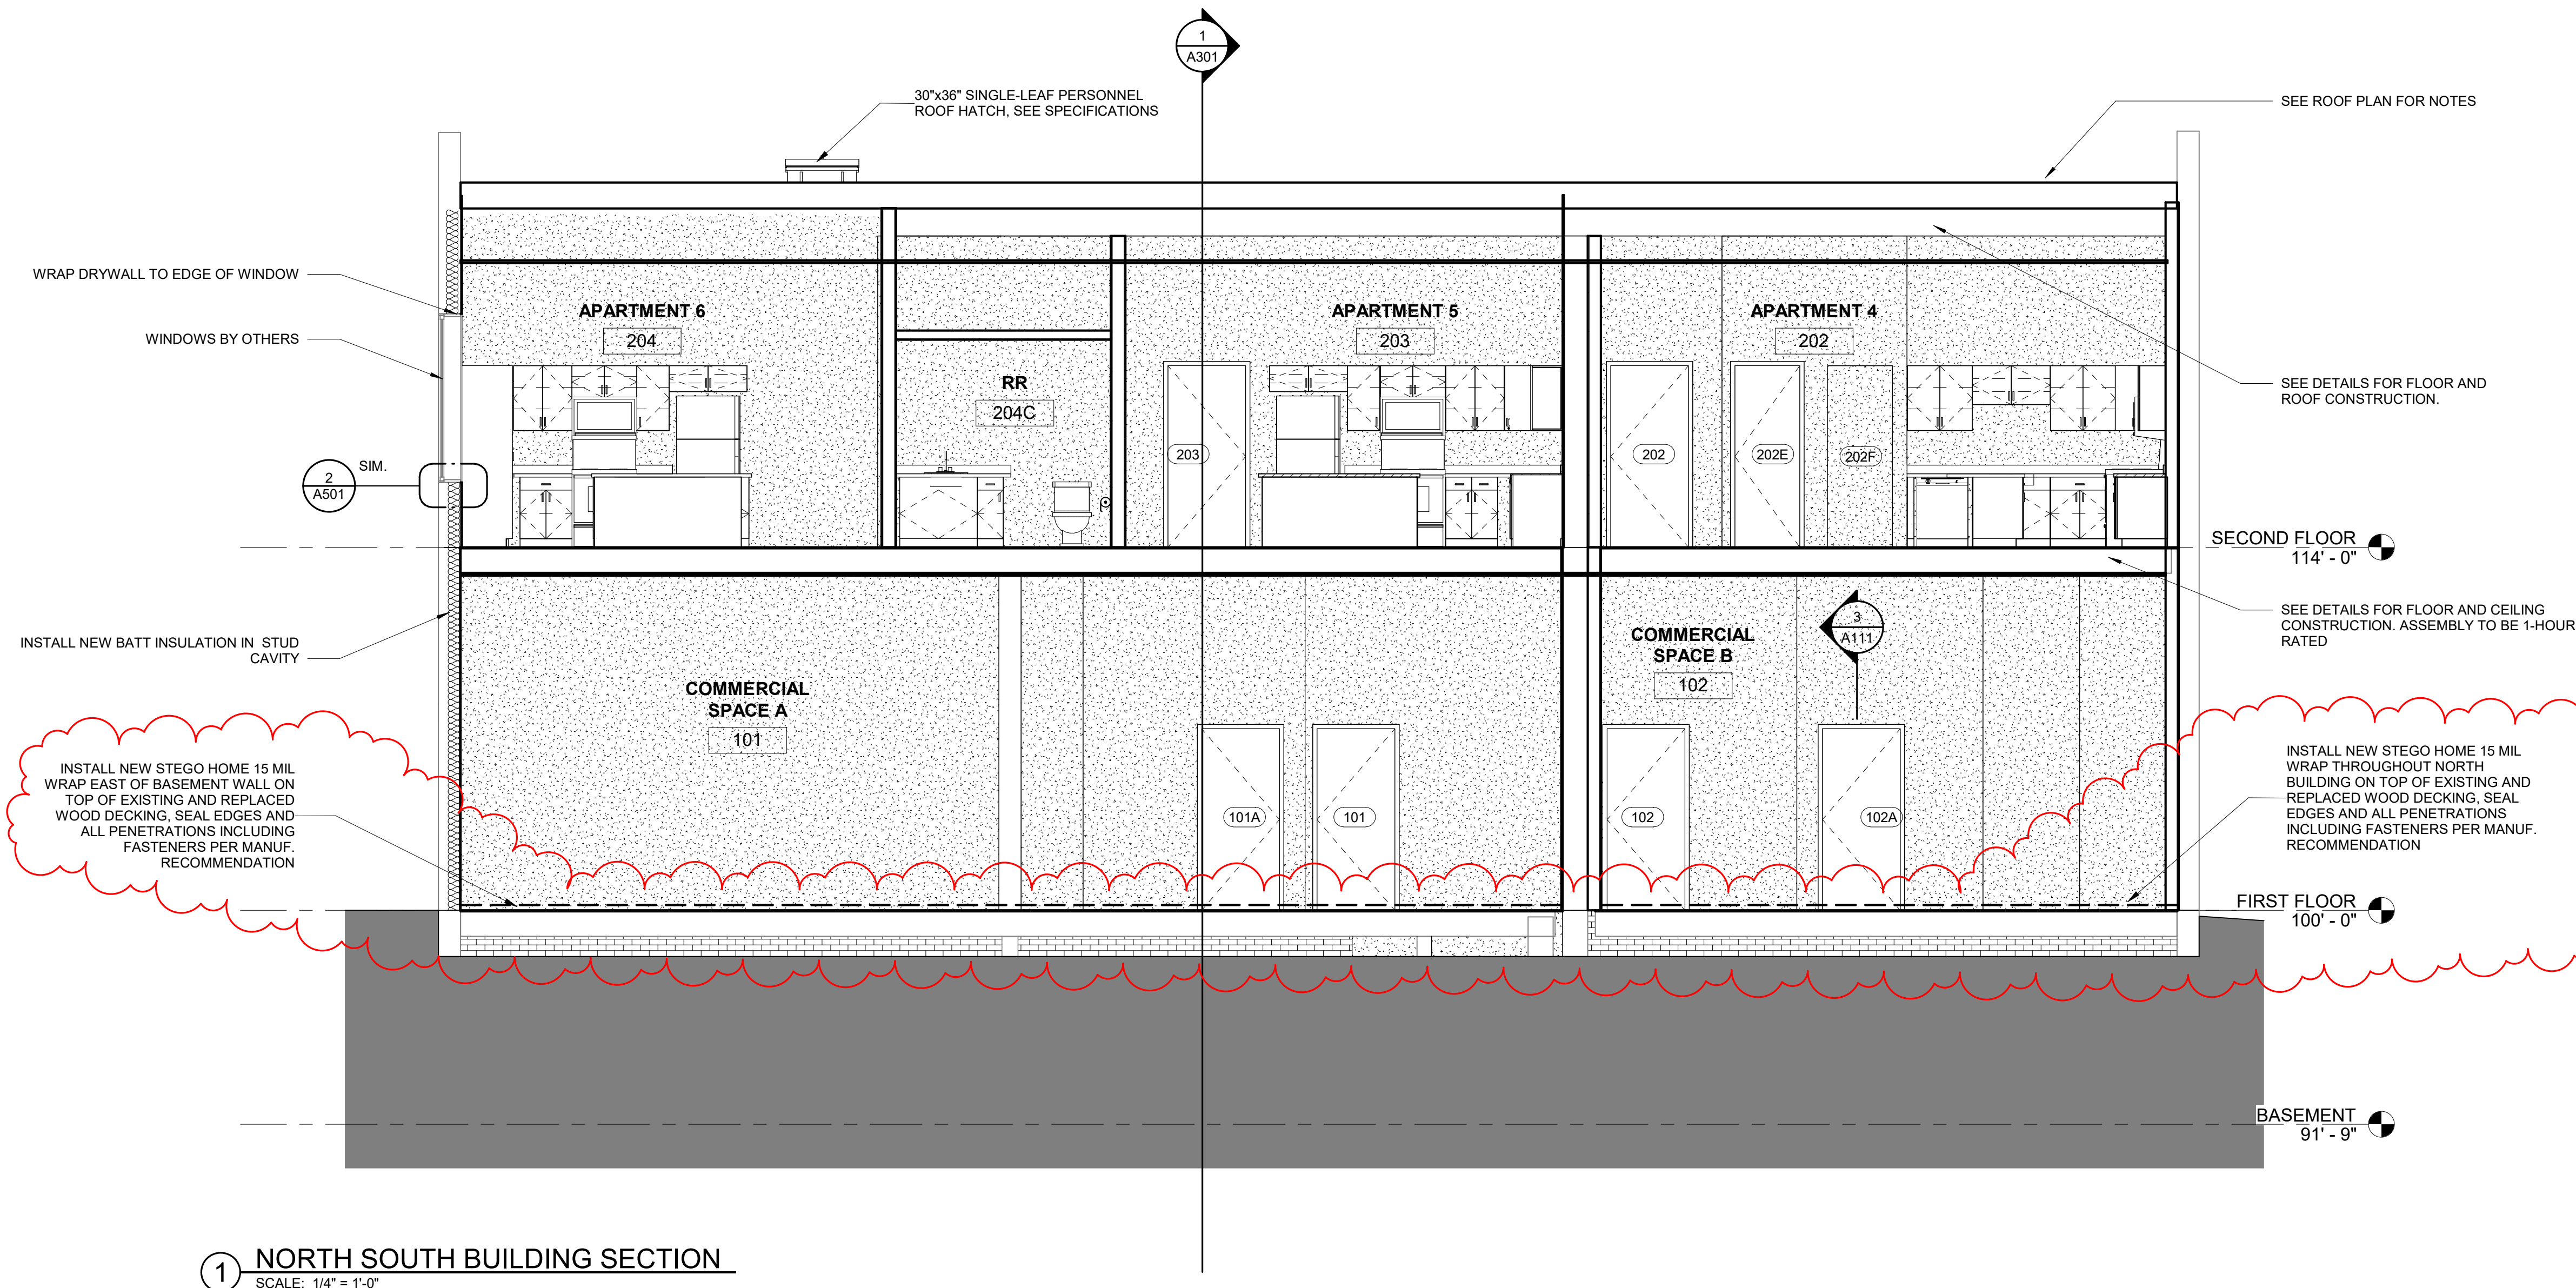 1
A301
30"x36" SINGLE-LEAF PERSONNEL
ROOF HATCH, SEE SPECIFICATIONS
SEE ROOF PLAN FOR NOTES
WRAP DRYWALL TO EDGE OF WINDOW
WINDOWS BY OTHERS
APARTMENT 6
204
RR
204C
APARTMENT 5
203
APARTMENT 4
202
SEE DETAILS FOR FLOOR AND
ROOF CONSTRUCTION.
203
202
202E
202F
2
A501
SIM.
SECOND FLOOR
114' - 0"
SEE DETAILS FOR FLOOR AND CEILING
CONSTRUCTION. ASSEMBLY TO BE 1-HOUR
RATED
INSTALL NEW BATT INSULATION IN STUD
CAVITY
COMMERCIAL
SPACE A
101
COMMERCIAL
SPACE B
102
3
A111
INSTALL NEW STEGO HOME 15 MIL
WRAP EAST OF BASEMENT WALL ON
TOP OF EXISTING AND REPLACED
WOOD DECKING, SEAL EDGES AND
ALL PENETRATIONS INCLUDING
FASTENERS PER MANUF.
RECOMMENDATION
101A
101
102
102A
INSTALL NEW STEGO HOME 15 MIL
WRAP THROUGHOUT NORTH
BUILDING ON TOP OF EXISTING AND
REPLACED WOOD DECKING, SEAL
EDGES AND ALL PENETRATIONS
INCLUDING FASTENERS PER MANUF.
RECOMMENDATION
FIRST FLOOR
100' - 0"
BASEMENT
91' - 9"
1
NORTH SOUTH BUILDING SECTION
SCALE: 1/4" = 1'-0"